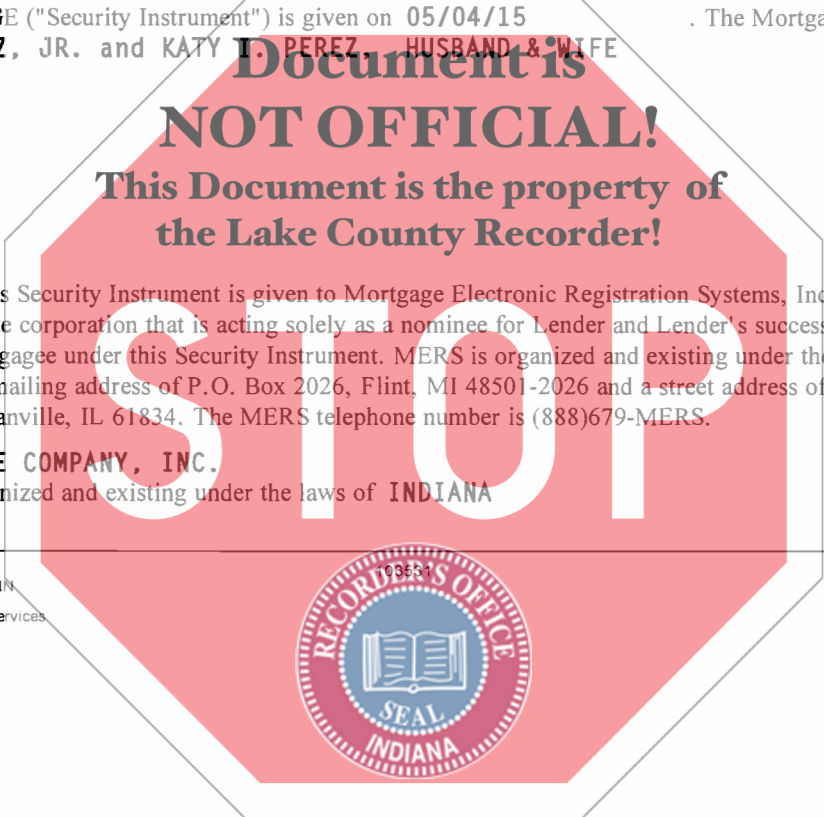 E ("Security Instrument") is given on 05/04/15 . The Mortga
Z, JR. and KATY I. PEREZ, HUSBAND & WIFE
Document is
NOT OFFICIAL!
This Document is the property of
the Lake County Recorder!
s Security Instrument is given to Mortgage Electronic Registration Systems, Inc
e corporation that is acting solely as a nominee for Lender and Lender's success
gagee under this Security Instrument. MERS is organized and existing under the
ailing address of P.O. Box 2026, Flint, MI 48501-2026 and a street address of
anville, IL 61834. The MERS telephone number is (888)679-MERS.
STOP
E COMPANY, INC.
nized and existing under the laws of INDIANA
103531
IN
ervices
RECORDER'S OFFICE
SEAL
INDIANA